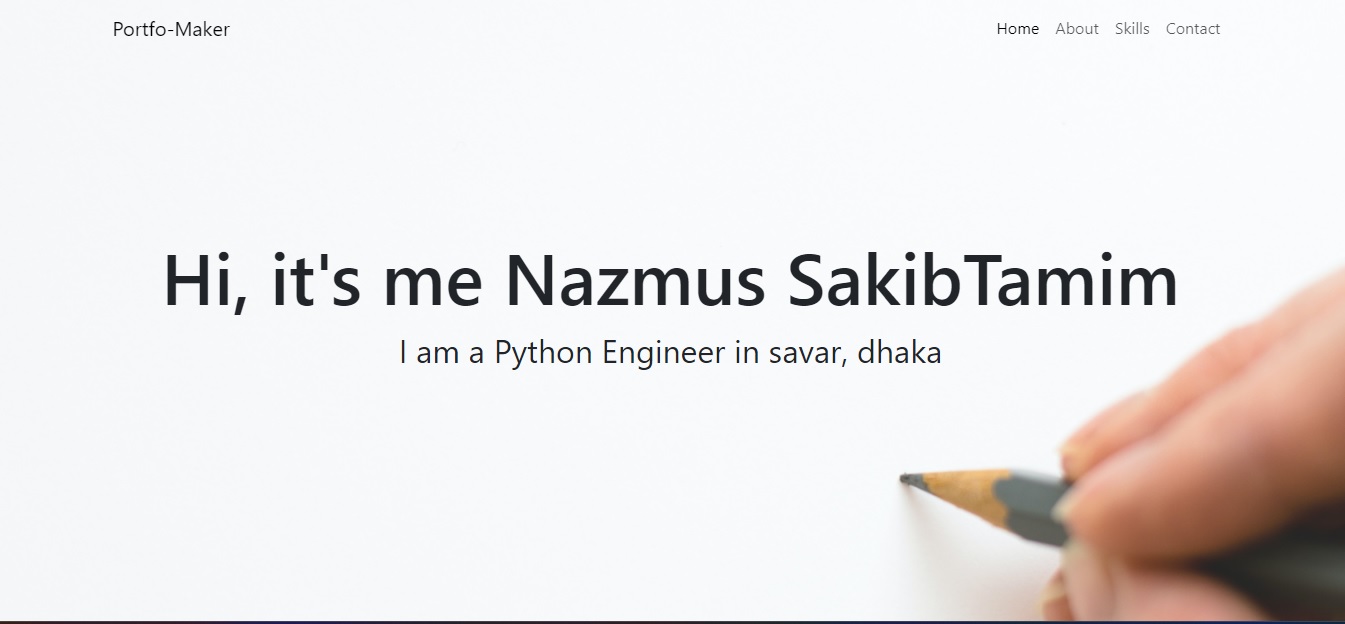 Portfo-Maker
Home About Skills Contact
Hi, it's me Nazmus SakibTamim
I am a Python Engineer in savar, dhaka